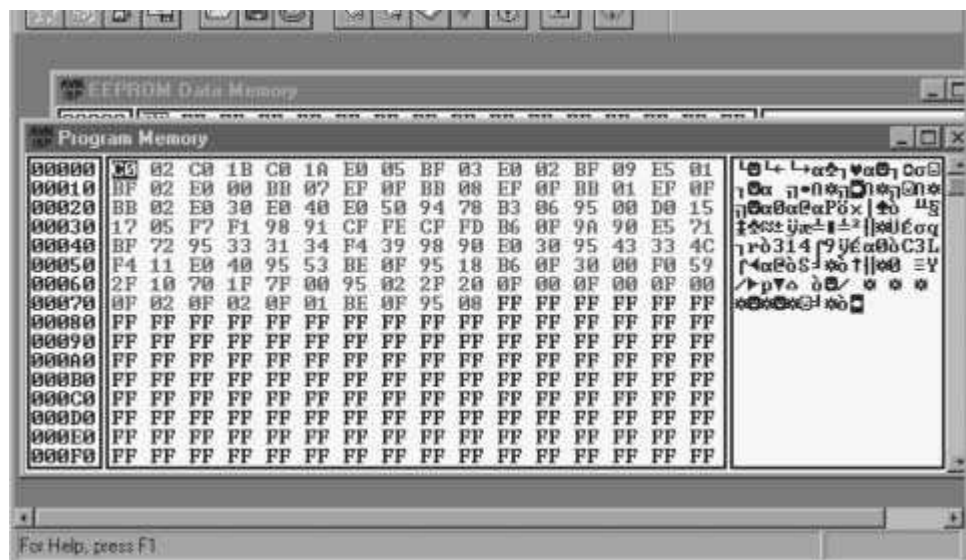 EEPROM Data Memory
Program Memory
00000 C0 02 C0 1B C0 1A E0 05 BF 03 E0 02 BF 09 E5 01
00010 BF 02 E0 00 BB 07 EF 0F BB 08 EF 0F BB 01 EF 0F
00020 BB 02 E0 30 E0 40 E0 50 94 78 B3 06 95 00 D0 15
00030 17 05 F7 F1 98 91 CF FE CF FD B6 0F 9A 90 E5 71
00040 BF 72 95 33 31 34 F4 39 98 90 E0 30 95 43 33 4C
00050 F4 11 E0 40 95 53 BE 0F 95 18 B6 0F 30 00 F0 59
00060 2F 10 70 1F 7F 00 95 02 2F 20 0F 00 0F 00 0F 00
00070 0F 02 0F 02 0F 01 BE 0F 95 08 FF FF FF FF FF FF
00080 FF FF FF FF FF FF FF FF FF FF FF FF FF FF FF FF
00090 FF FF FF FF FF FF FF FF FF FF FF FF FF FF FF FF
000A0 FF FF FF FF FF FF FF FF FF FF FF FF FF FF FF FF
000B0 FF FF FF FF FF FF FF FF FF FF FF FF FF FF FF FF
000C0 FF FF FF FF FF FF FF FF FF FF FF FF FF FF FF FF
000D0 FF FF FF FF FF FF FF FF FF FF FF FF FF FF FF FF
000E0 FF FF FF FF FF FF FF FF FF FF FF FF FF FF FF FF
000F0 FF FF FF FF FF FF FF FF FF FF FF FF FF FF FF FF
For Help, press F1